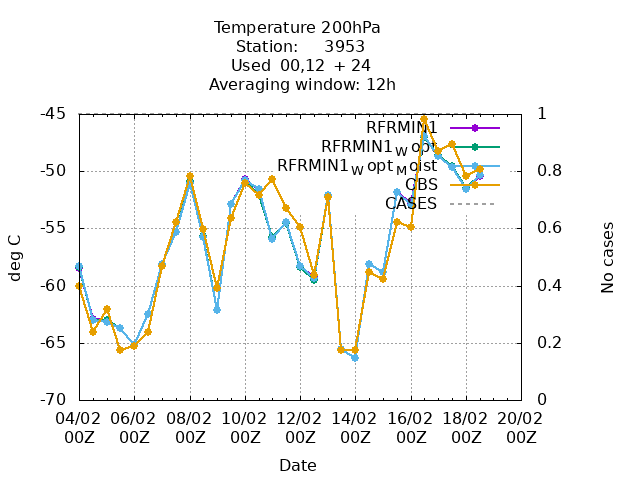 Temperature 200hPa
Station: 3953
Used 00,12 + 24
Averaging window: 12h
-45 1
RFRMIN1
RFRMIN1W opt
RFRMIN1W optM oist
OBS
CASES
-50 0.8
-55 0.6
-60 0.4
-65 0.2
-70 0
deg C
No cases
04/02 06/02 08/02 10/02 12/02 14/02 16/02 18/02 20/02
00Z 00Z 00Z 00Z 00Z 00Z 00Z 00Z 00Z
Date